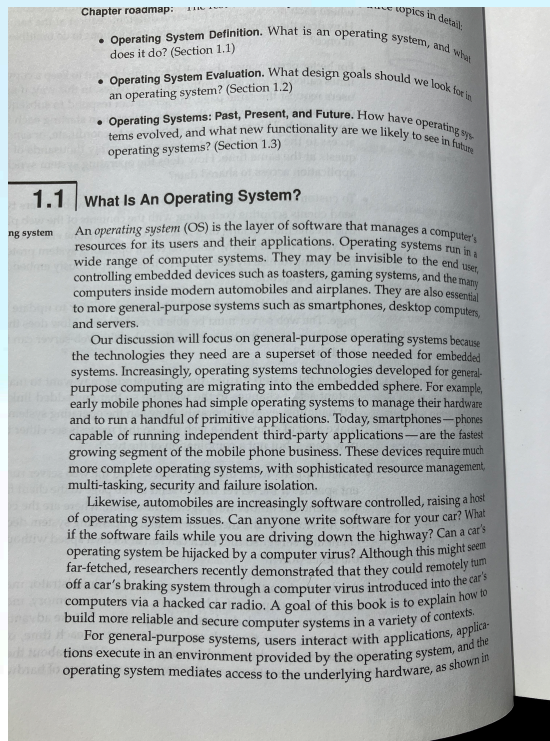 Chapter roadmap: topics in detail:
• Operating System Definition. What is an operating system, and what
does it do? (Section 1.1)
• Operating System Evaluation. What design goals should we look for in
an operating system? (Section 1.2)
• Operating Systems: Past, Present, and Future. How have operating sys-
tems evolved, and what new functionality are we likely to see in future
operating systems? (Section 1.3)
1.1 What Is An Operating System?
ng system An operating system (OS) is the layer of software that manages a computer's
resources for its users and their applications. Operating systems run in a
wide range of computer systems. They may be invisible to the end user,
controlling embedded devices such as toasters, gaming systems, and the many
computers inside modern automobiles and airplanes. They are also essential
to more general-purpose systems such as smartphones, desktop computers,
and servers.
Our discussion will focus on general-purpose operating systems because
the technologies they need are a superset of those needed for embedded
systems. Increasingly, operating systems technologies developed for general-
purpose computing are migrating into the embedded sphere. For example,
early mobile phones had simple operating systems to manage their hardware
and to run a handful of primitive applications. Today, smartphones—phones
capable of running independent third-party applications—are the fastest
growing segment of the mobile phone business. These devices require much
more complete operating systems, with sophisticated resource management,
multi-tasking, security and failure isolation.
Likewise, automobiles are increasingly software controlled, raising a host
of operating system issues. Can anyone write software for your car? What
if the software fails while you are driving down the highway? Can a car's
operating system be hijacked by a computer virus? Although this might seem
far-fetched, researchers recently demonstrated that they could remotely turn
off a car's braking system through a computer virus introduced into the car's
computers via a hacked car radio. A goal of this book is to explain how to
build more reliable and secure computer systems in a variety of contexts.
For general-purpose systems, users interact with applications, applica-
tions execute in an environment provided by the operating system, and the
operating system mediates access to the underlying hardware, as shown in